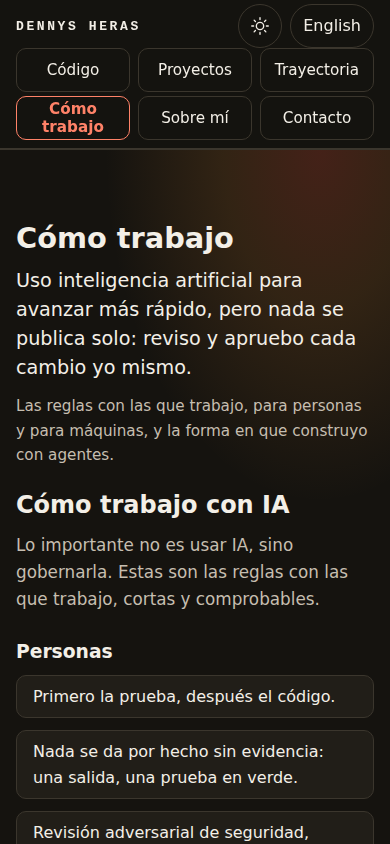 DENNYS HERAS
English
Código
Proyectos
Trayectoria
Cómo
trabajo
Sobre mí
Contacto
Cómo trabajo
Uso inteligencia artificial para
avanzar más rápido, pero nada se
publica solo: reviso y apruebo cada
cambio yo mismo.
Las reglas con las que trabajo, para personas
y para máquinas, y la forma en que construyo
con agentes.
Cómo trabajo con IA
Lo importante no es usar IA, sino
gobernarla. Estas son las reglas con las
que trabajo, cortas y comprobables.
Personas
Primero la prueba, después el código.
Nada se da por hecho sin evidencia:
una salida, una prueba en verde.
Revisión adversarial de seguridad,